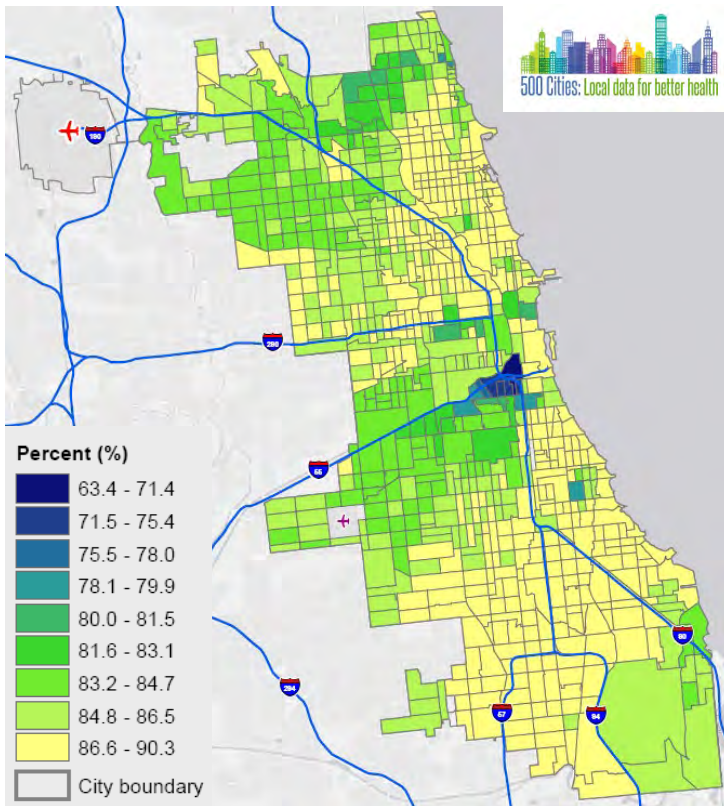 500 Cities: Local data for better health
190
290
55
Percent (%)
63.4 - 71.4
71.5 - 75.4
75.5 - 78.0
78.1 - 79.9
80.0 - 81.5
81.6 - 83.1
83.2 - 84.7
84.8 - 86.5
86.6 - 90.3
City boundary
90
294
57
94